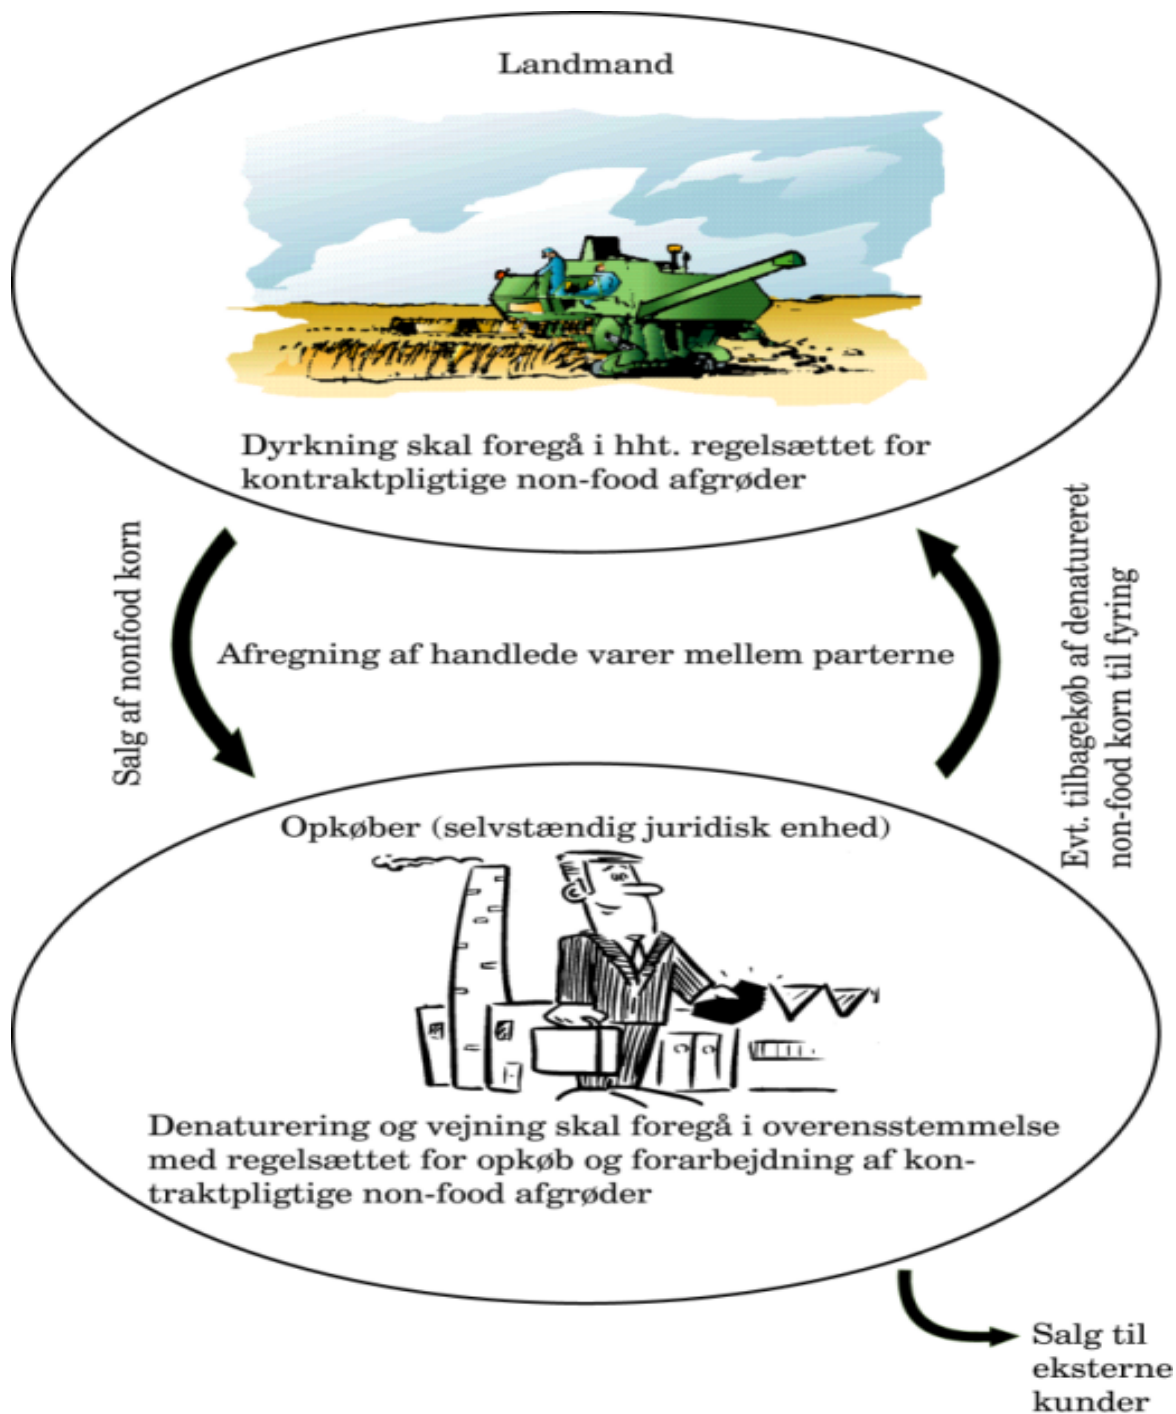 Landmand
Dyrkning skal foregå i hht. regelsættet for
kontraktpligtige non-food afgrøder
Salg af nonfood korn
Afregning af handlede varer mellem parterne
Evt. tilbagekøb af denatureret
non-food korn til fyring
Opkøber (selvstændig juridisk enhed)
Denaturering og vejning skal foregå i overensstemmelse
med regelsættet for opkøb og forarbejdning af kon-
traktpligtige non-food afgrøder
Salg til
eksterne
kunder